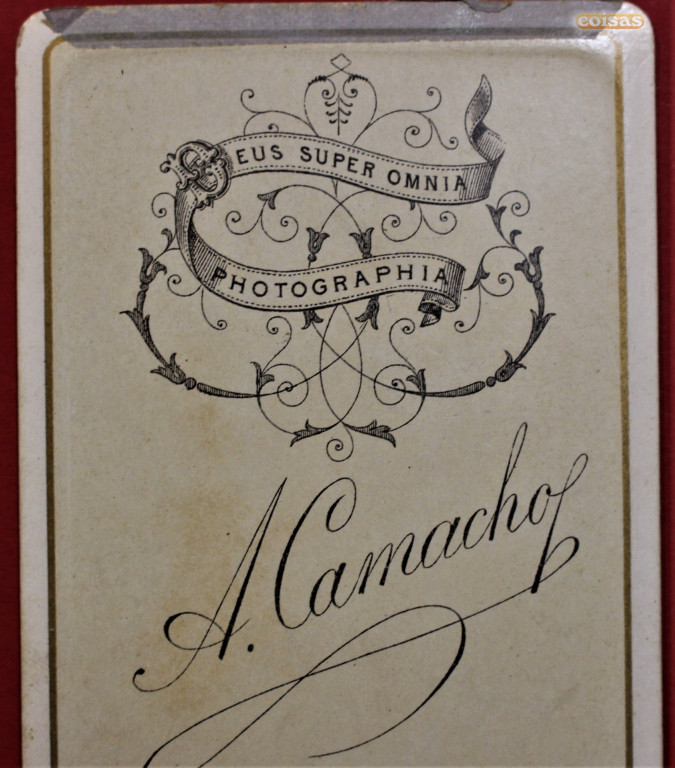 coisas
DEUS SUPER OMNIA
PHOTOGRAPHIA
A. Camacho